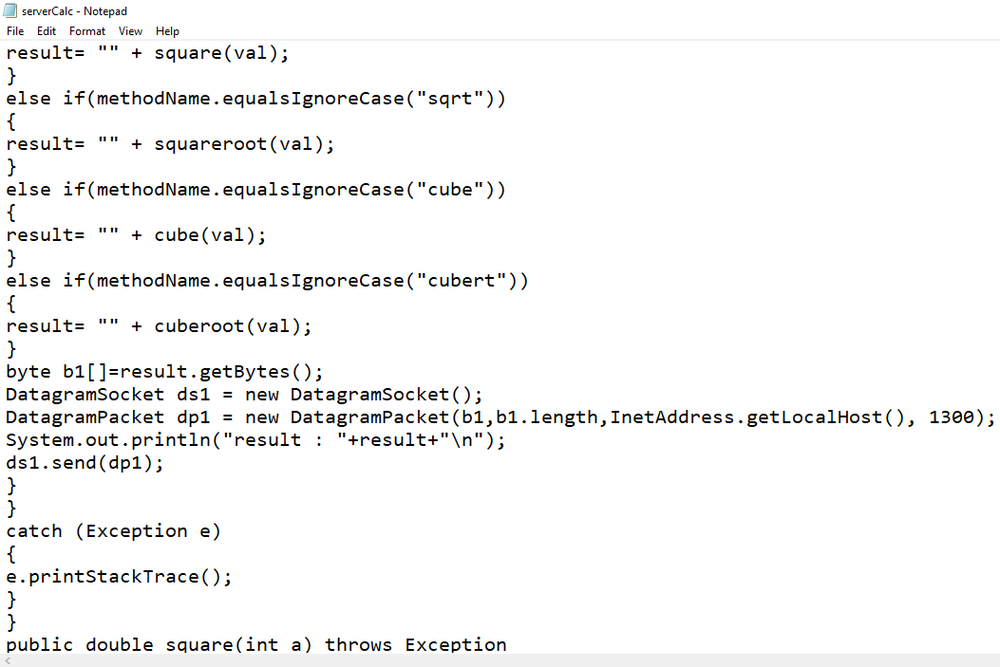 serverCalc - Notepad
File Edit Format View Help
result= "" + square(val);
}
else if(methodName.equalsIgnoreCase("sqrt"))
{
result= "" + squareroot(val);
}
else if(methodName.equalsIgnoreCase("cube"))
{
result= "" + cube(val);
}
else if(methodName.equalsIgnoreCase("cubert"))
{
result= "" + cuberoot(val);
}
byte b1[]=result.getBytes();
DatagramSocket ds1 = new DatagramSocket();
DatagramPacket dp1 = new DatagramPacket(b1,b1.length,InetAddress.getLocalHost(), 1300);
System.out.println("result : "+result+"\n");
ds1.send(dp1);
}
}
catch (Exception e)
{
e.printStackTrace();
}
}
public double square(int a) throws Exception